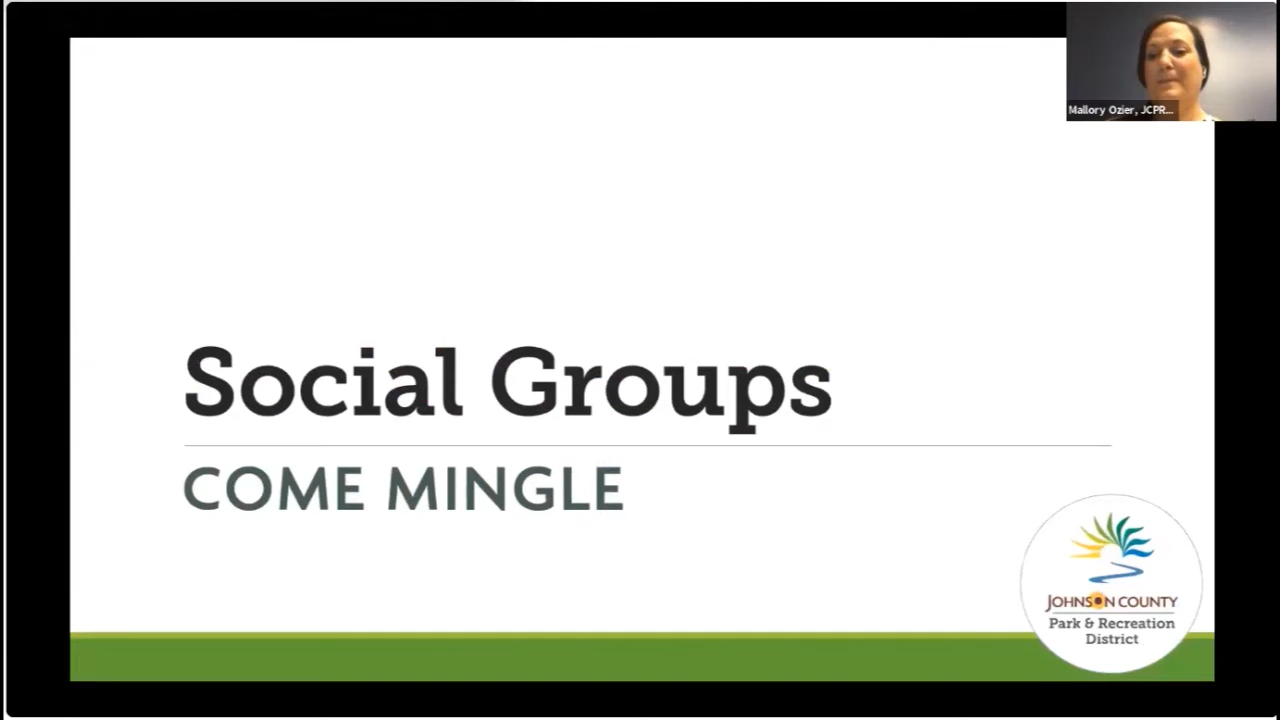 Mallory Ozier, JCPR...
Social Groups
COME MINGLE
JOHNSON COUNTY
Park & Recreation
District